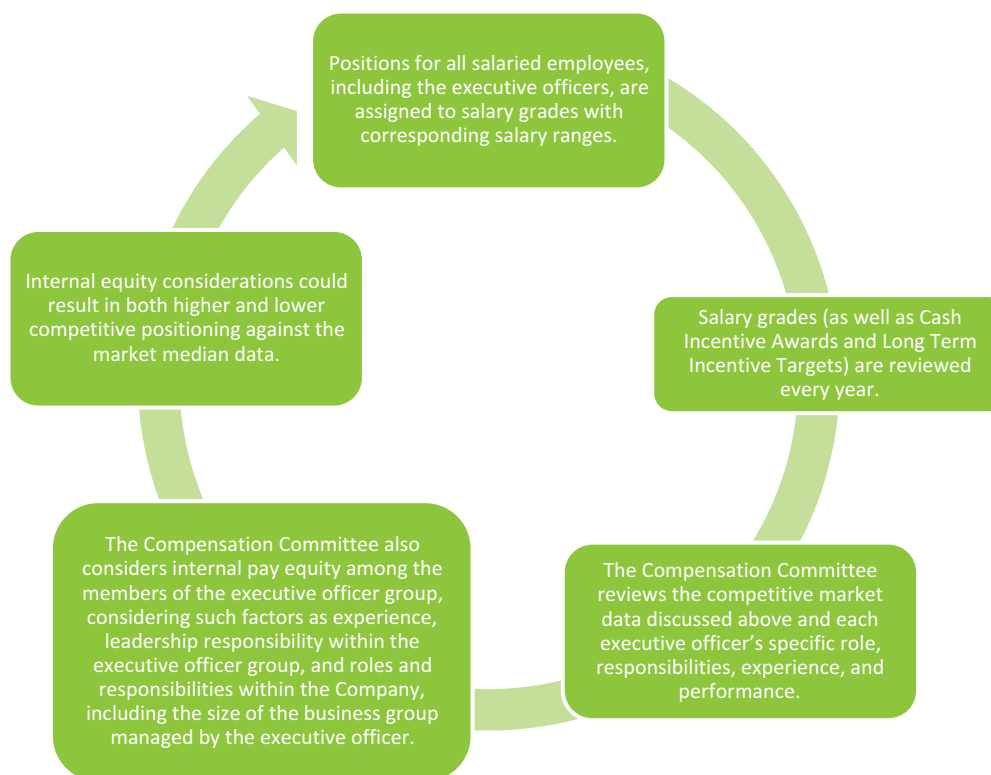 Positions for all salaried employees,
including the executive officers, are
assigned to salary grades with
corresponding salary ranges.
Salary grades (as well as Cash
Incentive Awards and Long Term
Incentive Targets) are reviewed
every year.
The Compensation Committee
reviews the competitive market
data discussed above and each
executive officer’s specific role,
responsibilities, experience, and
performance.
The Compensation Committee also
considers internal pay equity among the
members of the executive officer group,
considering such factors as experience,
leadership responsibility within the
executive officer group, and roles and
responsibilities within the Company,
including the size of the business group
managed by the executive officer.
Internal equity considerations could
result in both higher and lower
competitive positioning against the
market median data.